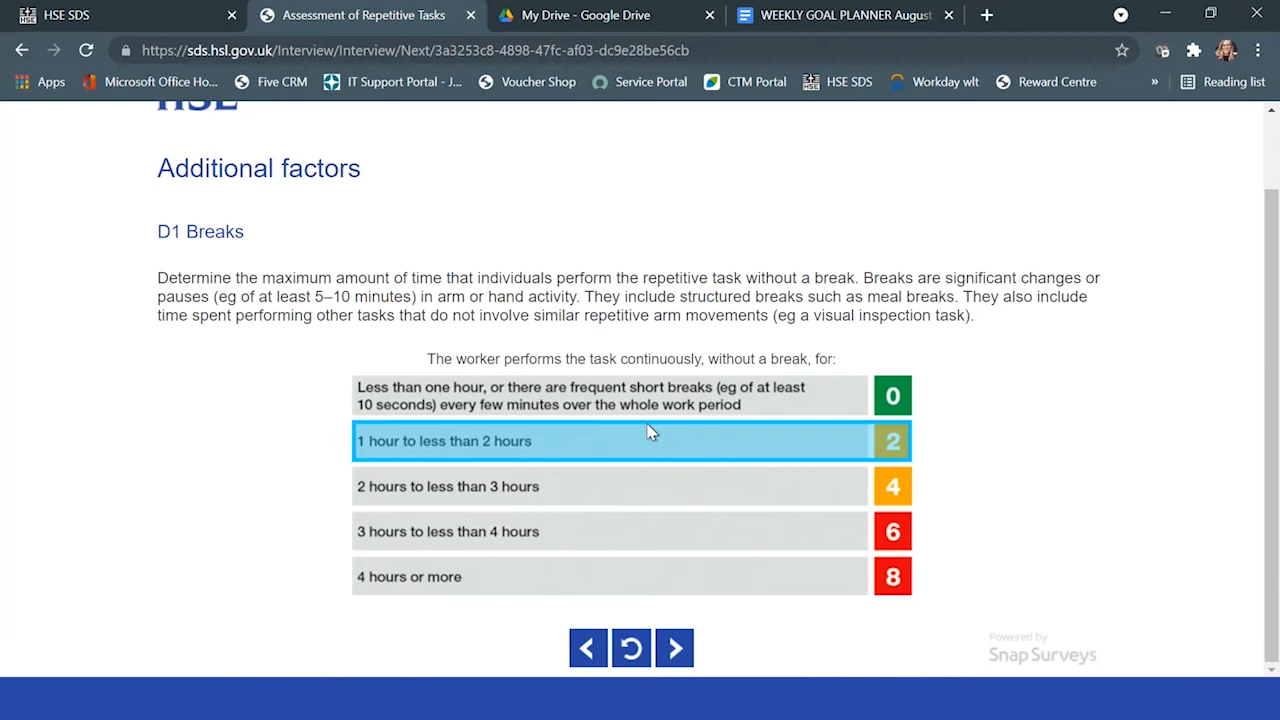 HSE SDS
Assessment of Repetitive Tasks
My Drive - Google Drive
WEEKLY GOAL PLANNER August
https://sds.hsl.gov.uk/Interview/Interview/Next/3a3253c8-4898-47fc-af03-dc9e28be56cb
Apps
Microsoft Office Ho...
Five CRM
IT Support Portal - J...
Voucher Shop
Service Portal
CTM Portal
HSE SDS
Workday wlt
Reward Centre
»
Reading list
HSE
Additional factors
D1 Breaks
Determine the maximum amount of time that individuals perform the repetitive task without a break. Breaks are significant changes or
pauses (eg of at least 5–10 minutes) in arm or hand activity. They include structured breaks such as meal breaks. They also include
time spent performing other tasks that do not involve similar repetitive arm movements (eg a visual inspection task).
The worker performs the task continuously, without a break, for:
Less than one hour, or there are frequent short breaks (eg of at least
10 seconds) every few minutes over the whole work period
0
1 hour to less than 2 hours
2
2 hours to less than 3 hours
4
3 hours to less than 4 hours
6
4 hours or more
8
Powered by
SnapSurveys